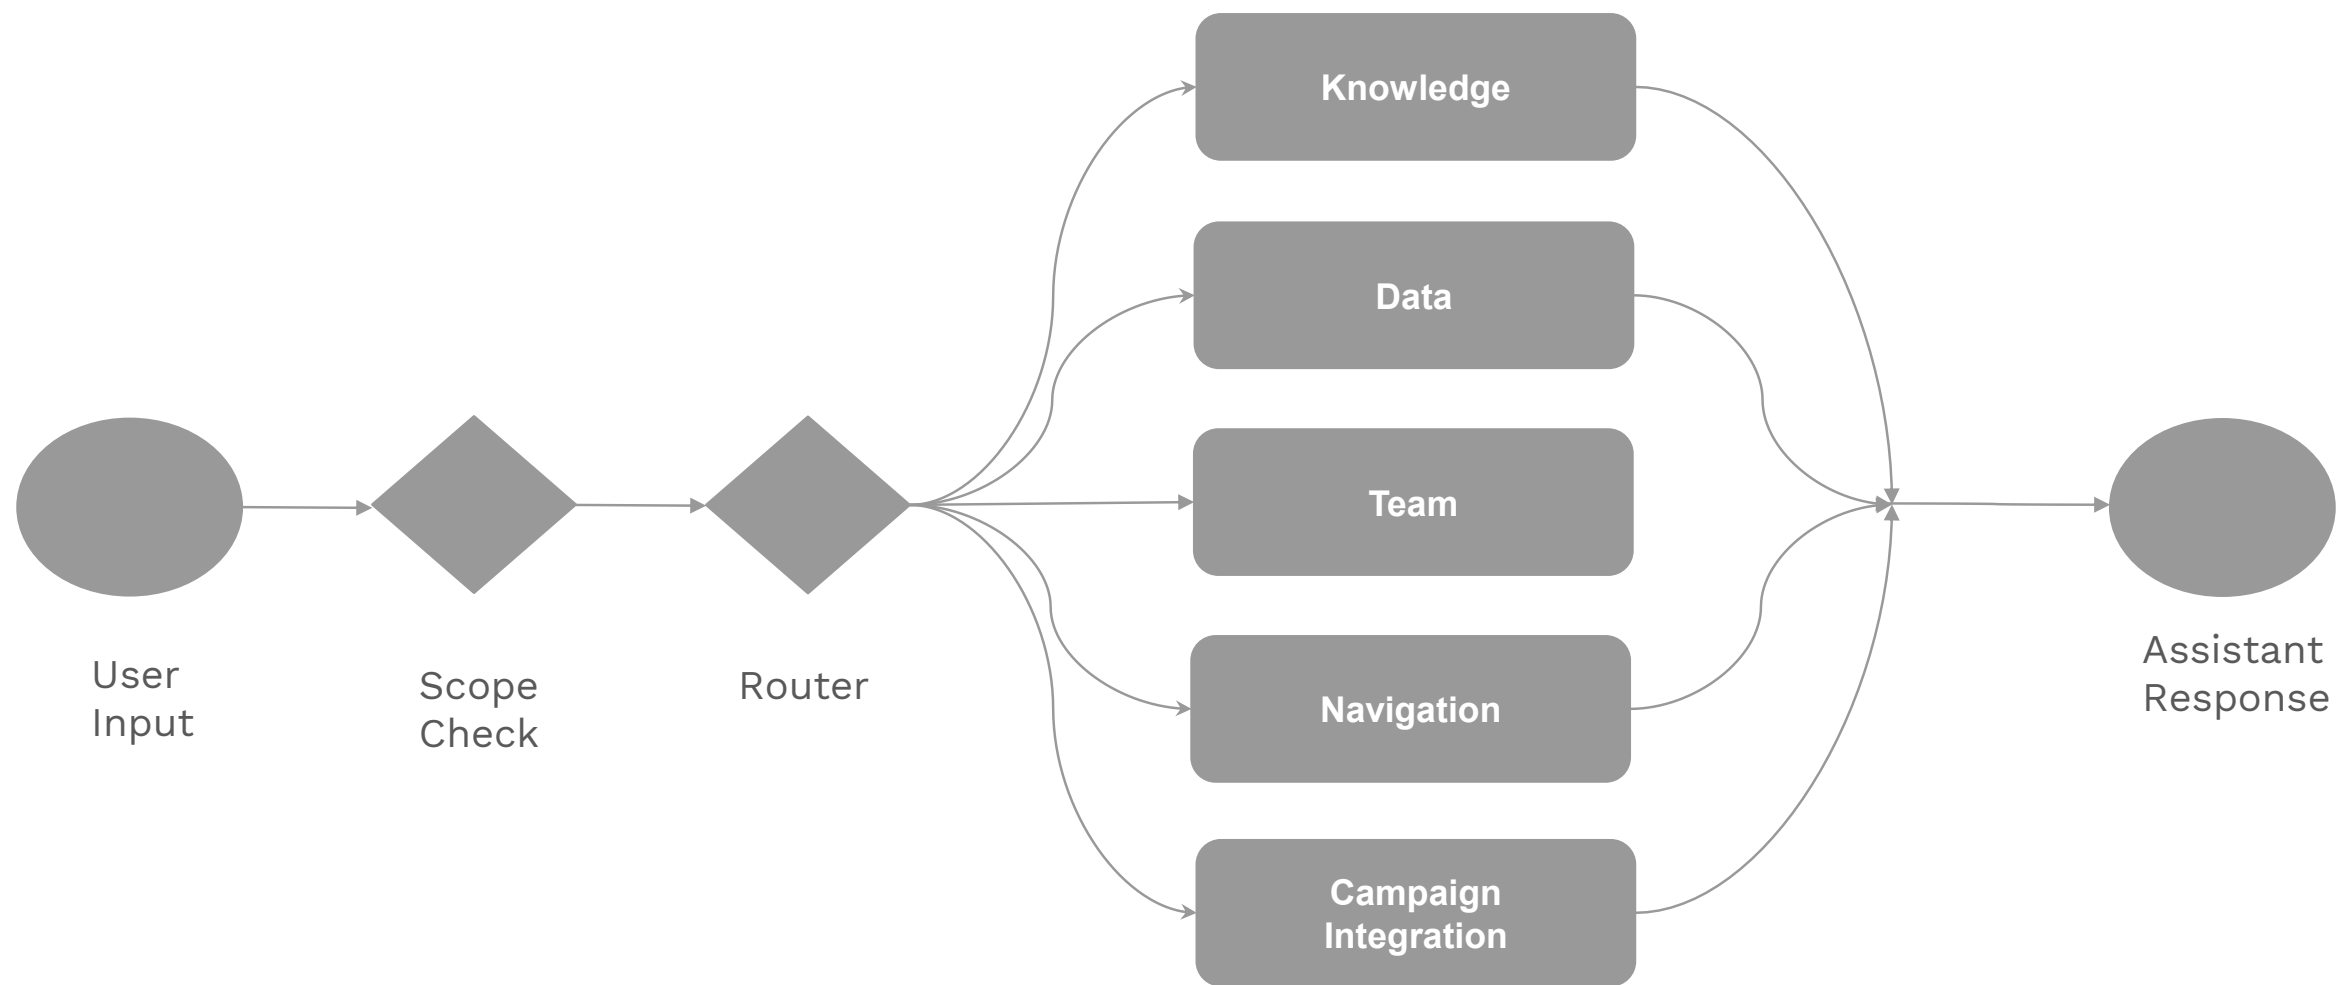 User
Input
Scope
Check
Router
Knowledge
Data
Team
Navigation
Campaign
Integration
Assistant
Response